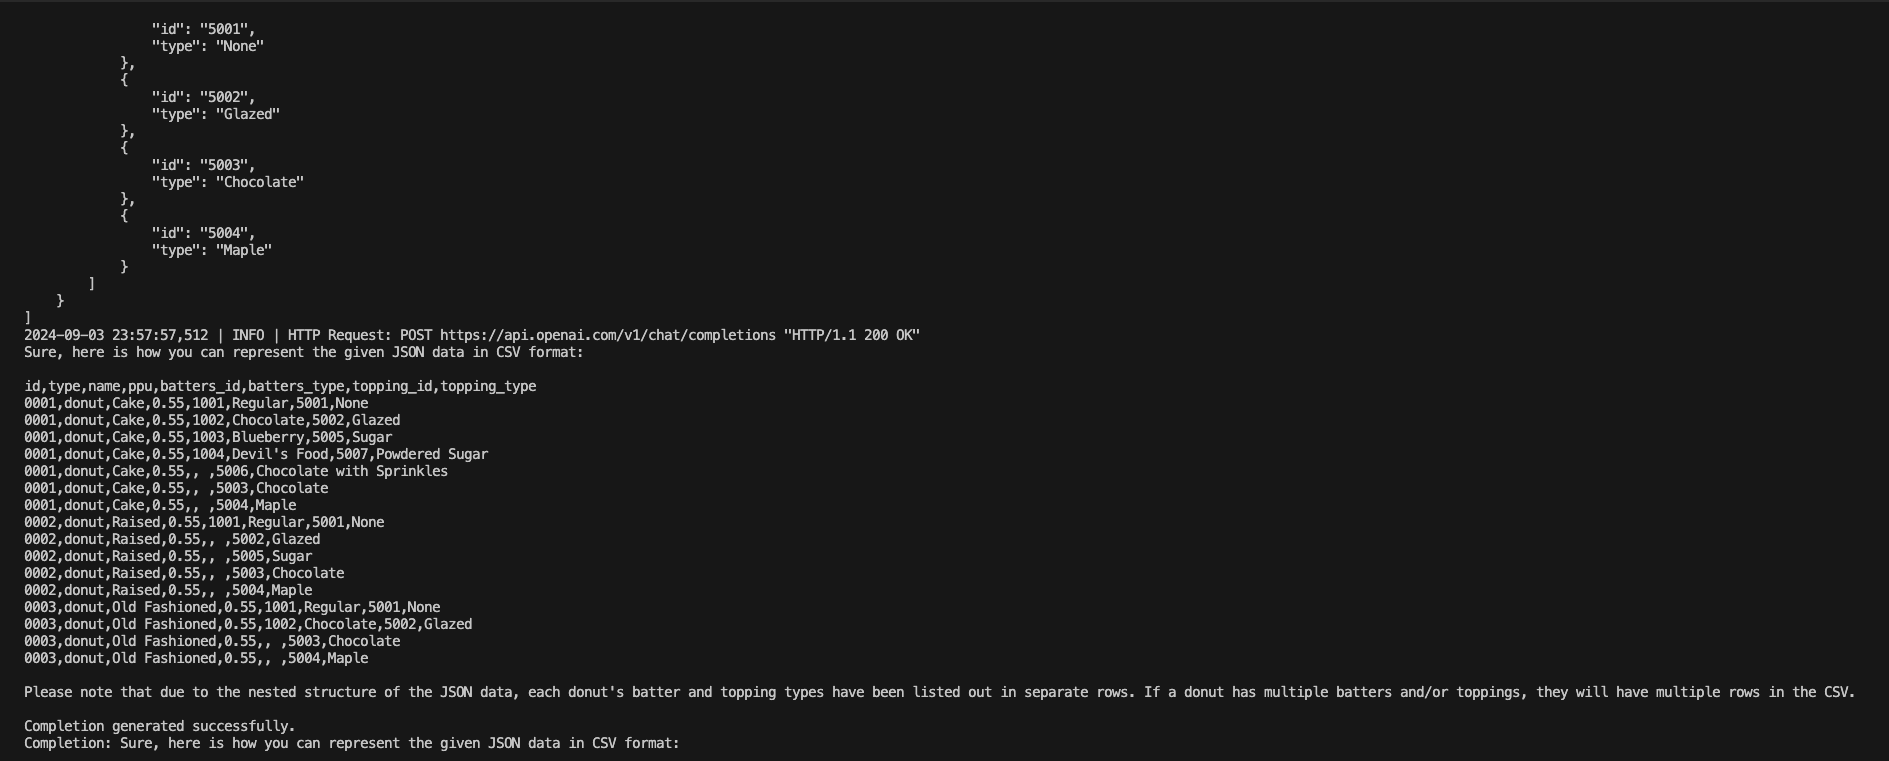 "id": "5001",
"type": "None"
},
{
"id": "5002",
"type": "Glazed"
},
{
"id": "5003",
"type": "Chocolate"
},
{
"id": "5004",
"type": "Maple"
}
]
}
]
2024-09-03 23:57:57,512 | INFO | HTTP Request: POST https://api.openai.com/v1/chat/completions "HTTP/1.1 200 OK"
Sure, here is how you can represent the given JSON data in CSV format:

id,type,name,ppu,batters_id,batters_type,topping_id,topping_type
0001,donut,Cake,0.55,1001,Regular,5001,None
0001,donut,Cake,0.55,1002,Chocolate,5002,Glazed
0001,donut,Cake,0.55,1003,Blueberry,5005,Sugar
0001,donut,Cake,0.55,1004,Devil's Food,5007,Powdered Sugar
0001,donut,Cake,0.55,, ,5006,Chocolate with Sprinkles
0001,donut,Cake,0.55,, ,5003,Chocolate
0001,donut,Cake,0.55,, ,5004,Maple
0002,donut,Raised,0.55,1001,Regular,5001,None
0002,donut,Raised,0.55,, ,5002,Glazed
0002,donut,Raised,0.55,, ,5005,Sugar
0002,donut,Raised,0.55,, ,5003,Chocolate
0002,donut,Raised,0.55,, ,5004,Maple
0003,donut,Old Fashioned,0.55,1001,Regular,5001,None
0003,donut,Old Fashioned,0.55,1002,Chocolate,5002,Glazed
0003,donut,Old Fashioned,0.55,, ,5003,Chocolate
0003,donut,Old Fashioned,0.55,, ,5004,Maple

Please note that due to the nested structure of the JSON data, each donut's batter and topping types have been listed out in separate rows. If a donut has multiple batters and/or toppings, they will have multiple rows in the CSV.

Completion generated successfully.
Completion: Sure, here is how you can represent the given JSON data in CSV format: